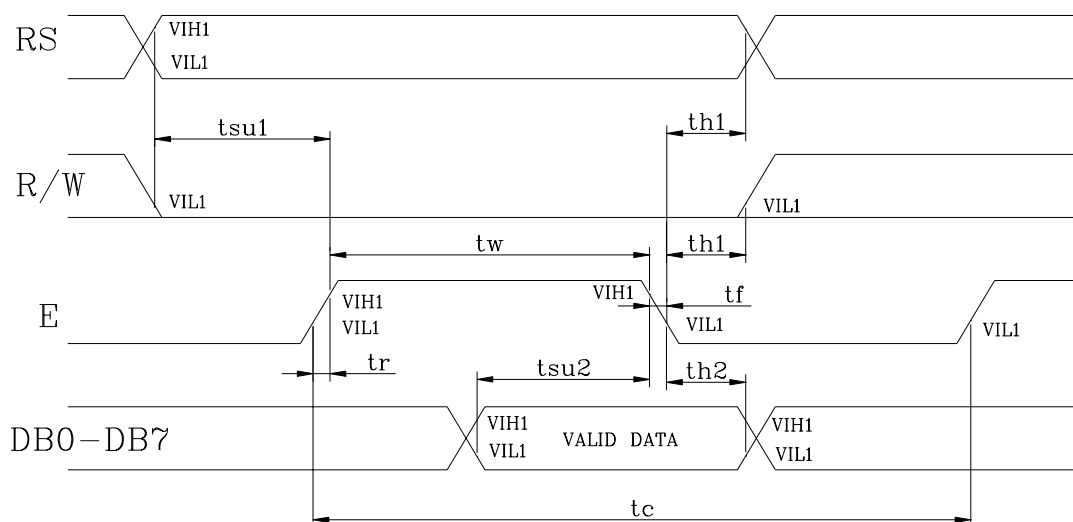 RS
VIH1
VIL1
tsu1
th1
R/W
VIL1
VIL1
tw
th1
E
VIH1
VIL1
VIH1
tf
VIL1
VIL1
tr
tsu2
th2
DB0-DB7
VIH1
VIL1
VALID DATA
VIH1
VIL1
tc